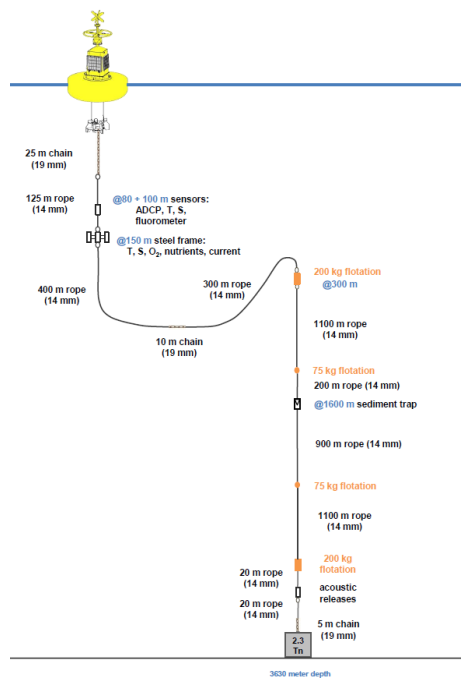 25 m chain
(19 mm)
125 m rope
(14 mm)
@80 + 100 m sensors:
ADCP, T, S,
fluorometer
@150 m steel frame:
T, S, O₂, nutrients, current
400 m rope
(14 mm)
10 m chain
(19 mm)
300 m rope
(14 mm)
200 kg flotation
@300 m
1100 m rope
(14 mm)
75 kg flotation
200 m rope (14 mm)
@1600 m sediment trap
900 m rope (14 mm)
75 kg flotation
1100 m rope
(14 mm)
200 kg
flotation
20 m rope
(14 mm)
acoustic
releases
20 m rope
(14 mm)
5 m chain
(19 mm)
2.3
Tn
3630 meter depth